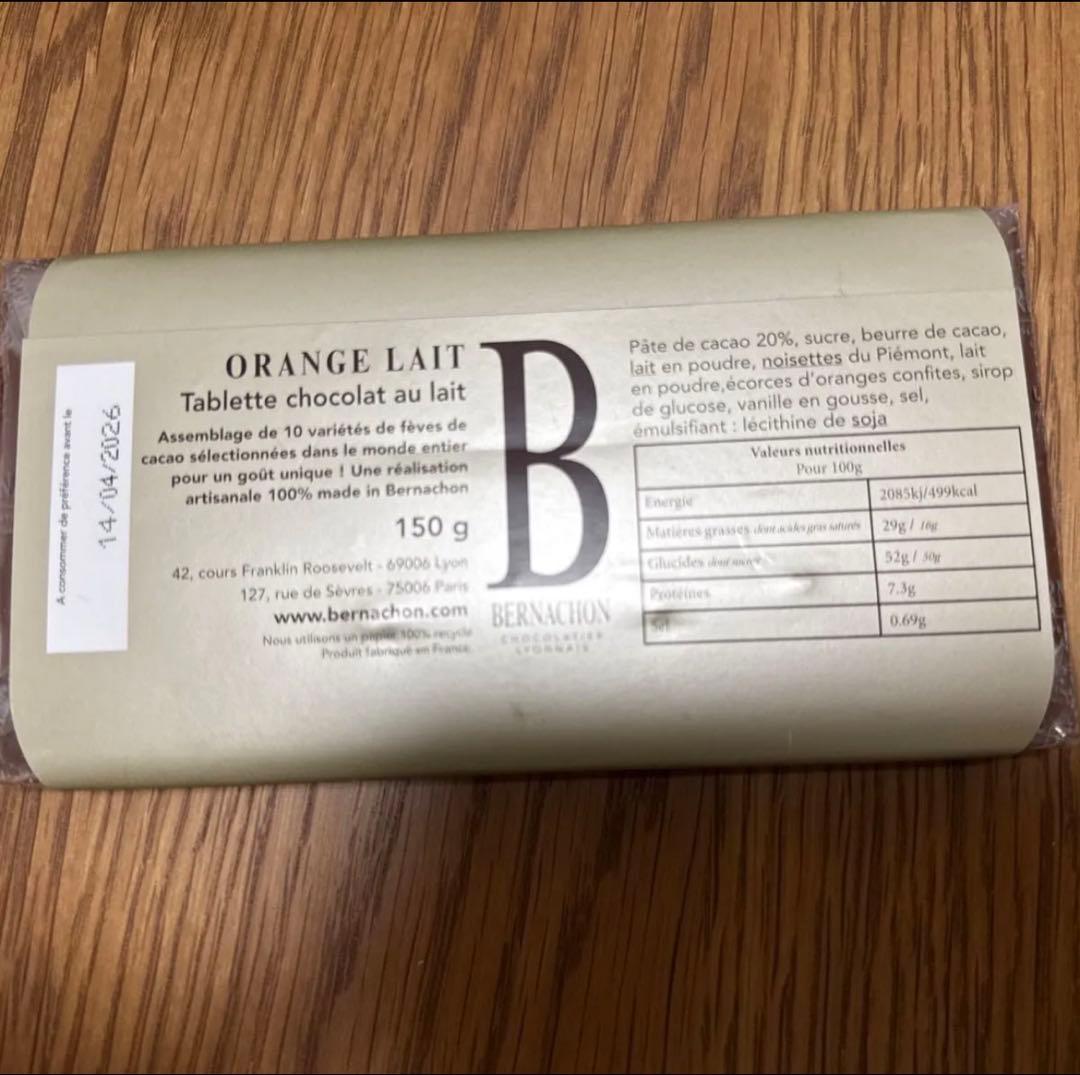 A consommer de préférence avant le
14/04/2026
ORANGE LAIT
Tablette chocolat au lait
Assemblage de 10 variétés de fèves de
cacao sélectionnées dans le monde entier
pour un goût unique ! Une réalisation
artisanale 100% made in Bernachon
150 g
42, cours Franklin Roosevelt - 69006 Lyon
127, rue de Sèvres - 75006 Paris
www.bernachon.com
Nous utilisons un papier 100% recyclé
Produit fabriqué en France
B
BERNACHON
CHOCOLATIER
LYONNAIS
Pâte de cacao 20%, sucre, beurre de cacao,
lait en poudre, noisettes du Piémont, lait
en poudre,écorces d'oranges confites, sirop
de glucose, vanille en gousse, sel,
émulsifiant : lécithine de soja
Valeurs nutritionnelles
Pour 100g
Energie 2085kj/499kcal
Matières grasses dont acides gras saturés 29g / 16g
Glucides dont sucre 52g / 50g
Protéines 7.3g
Sel 0.69g